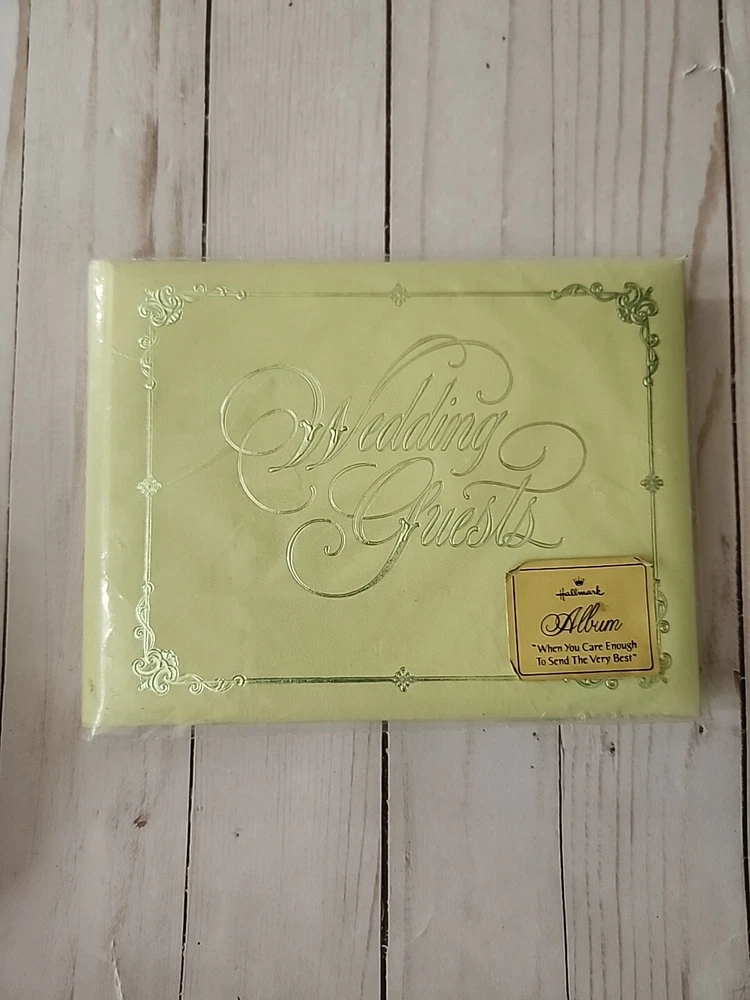 Wedding
Guests
Hallmark
Album
"When You Care Enough
To Send The Very Best"